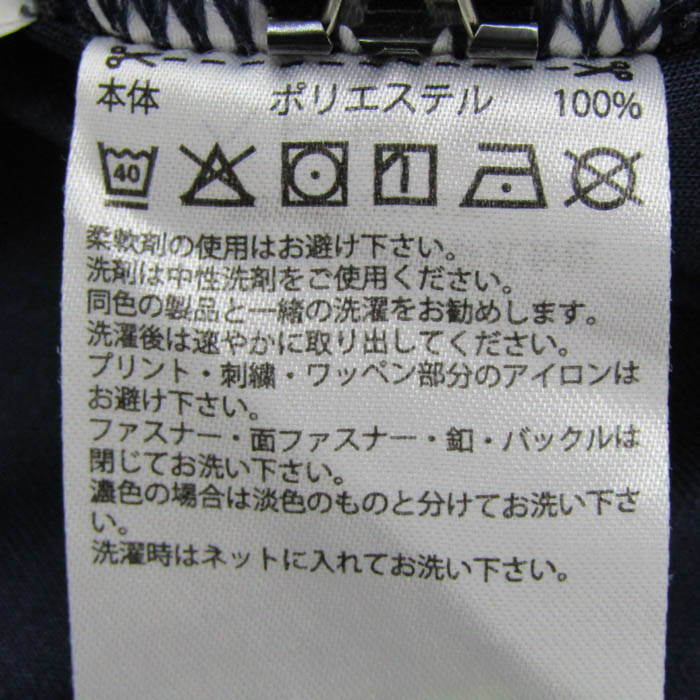 本体 ポリエステル 100%
40
柔軟剤の使用はお避け下さい。
洗剤は中性洗剤をご使用ください。
同色の製品と一緒の洗濯をお勧めします。
洗濯後は速やかに取り出してください。
プリント・刺繍・ワッペン部分のアイロンは
お避け下さい。
ファスナー・面ファスナー・釦・バックルは
閉じてお洗い下さい。
濃色の場合は淡色のものと分けてお洗い下さ
い。
洗濯時はネットに入れてお洗い下さい。